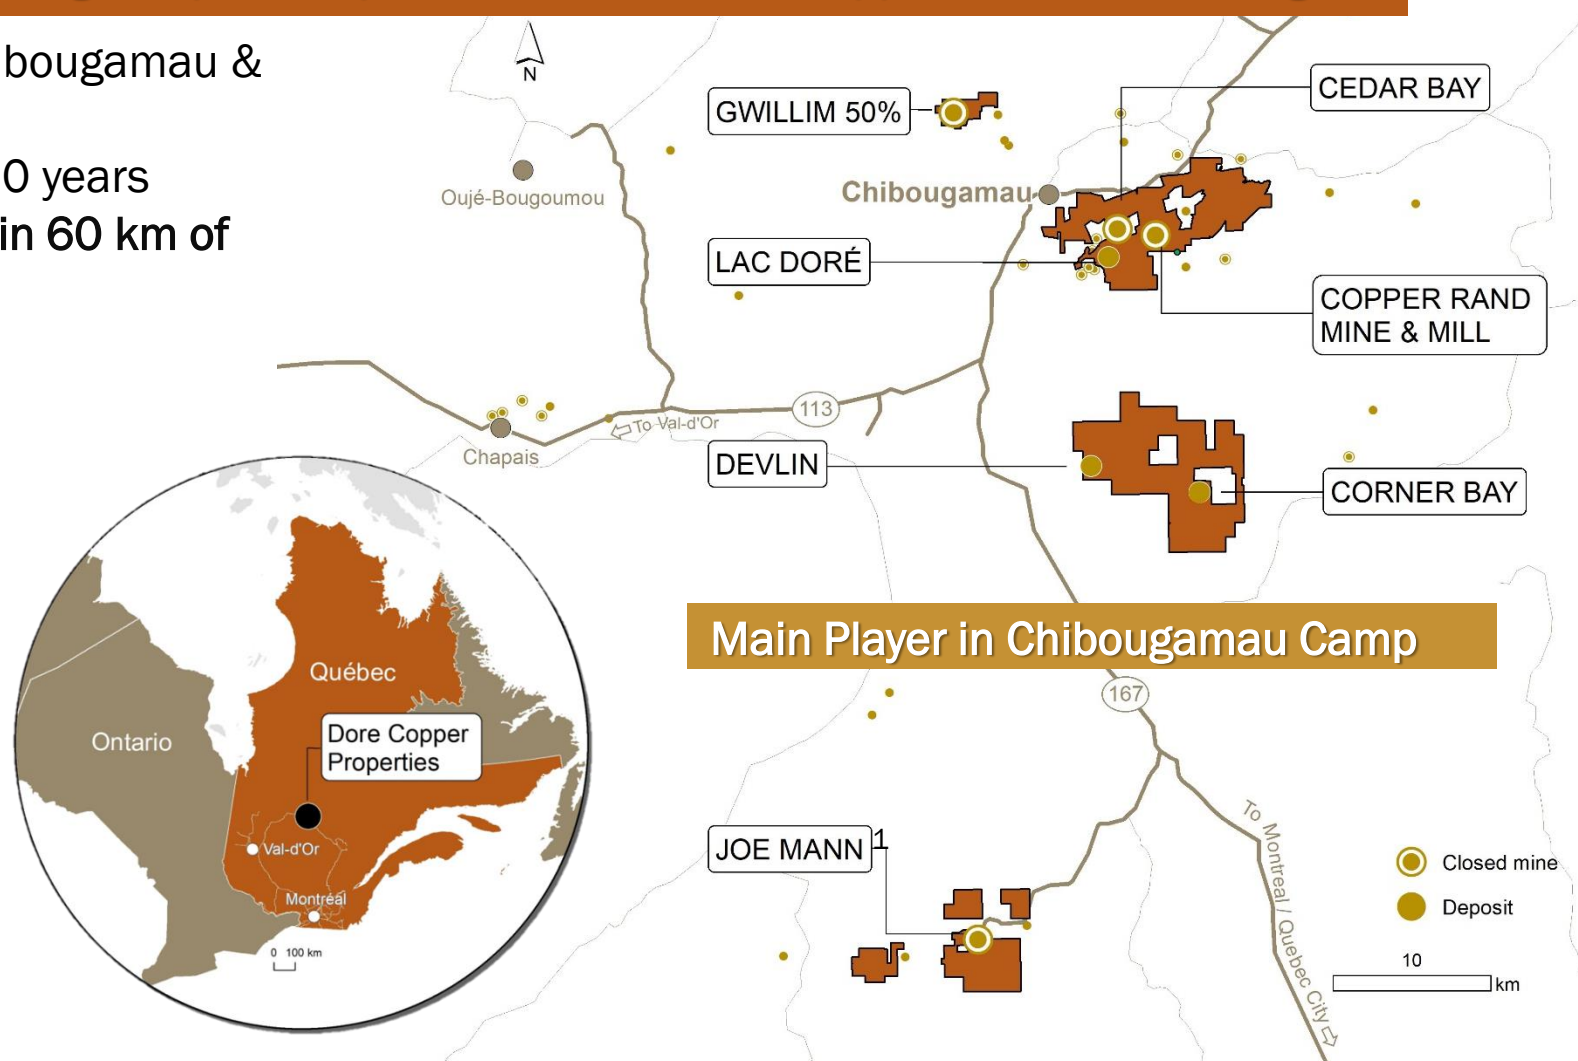 bougamau &
0 years
in 60 km of
N
Oujé-Bougoumou
GWILLIM 50%
CEDAR BAY
Chibougamau
LAC DORÉ
COPPER RAND
MINE & MILL
113
To Val-d'Or
Chapais
DEVLIN
CORNER BAY
Main Player in Chibougamau Camp
167
Québec
Ontario
Dore Copper
Properties
Val-d'Or
Montréal
0 100 km
JOE MANN 1
To Montreal / Quebec City
Closed mine
Deposit
10
km